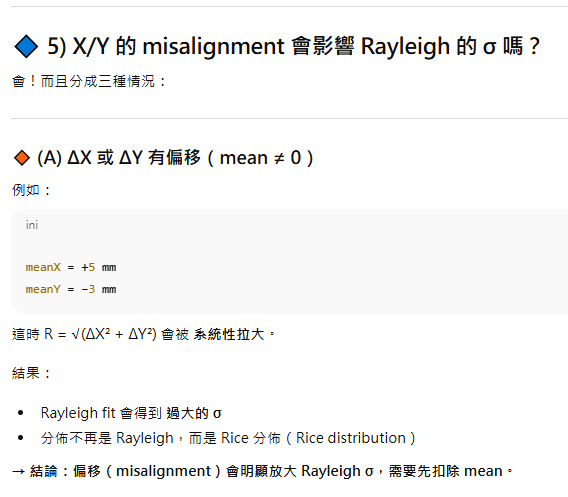 5) X/Y 的 misalignment 會影響 Rayleigh 的 σ 嗎？
會！而且分成三種情況：
(A) ΔX 或 ΔY 有偏移（mean ≠ 0）
例如：
ini
meanX = +5 mm
meanY = -3 mm
這時 R = √(ΔX² + ΔY²) 會被 系統性拉大。
結果：
• Rayleigh fit 會得到 過大的 σ
• 分佈不再是 Rayleigh，而是 Rice 分佈（Rice distribution）
→ 結論：偏移（misalignment）會明顯放大 Rayleigh σ，需要先扣除 mean。